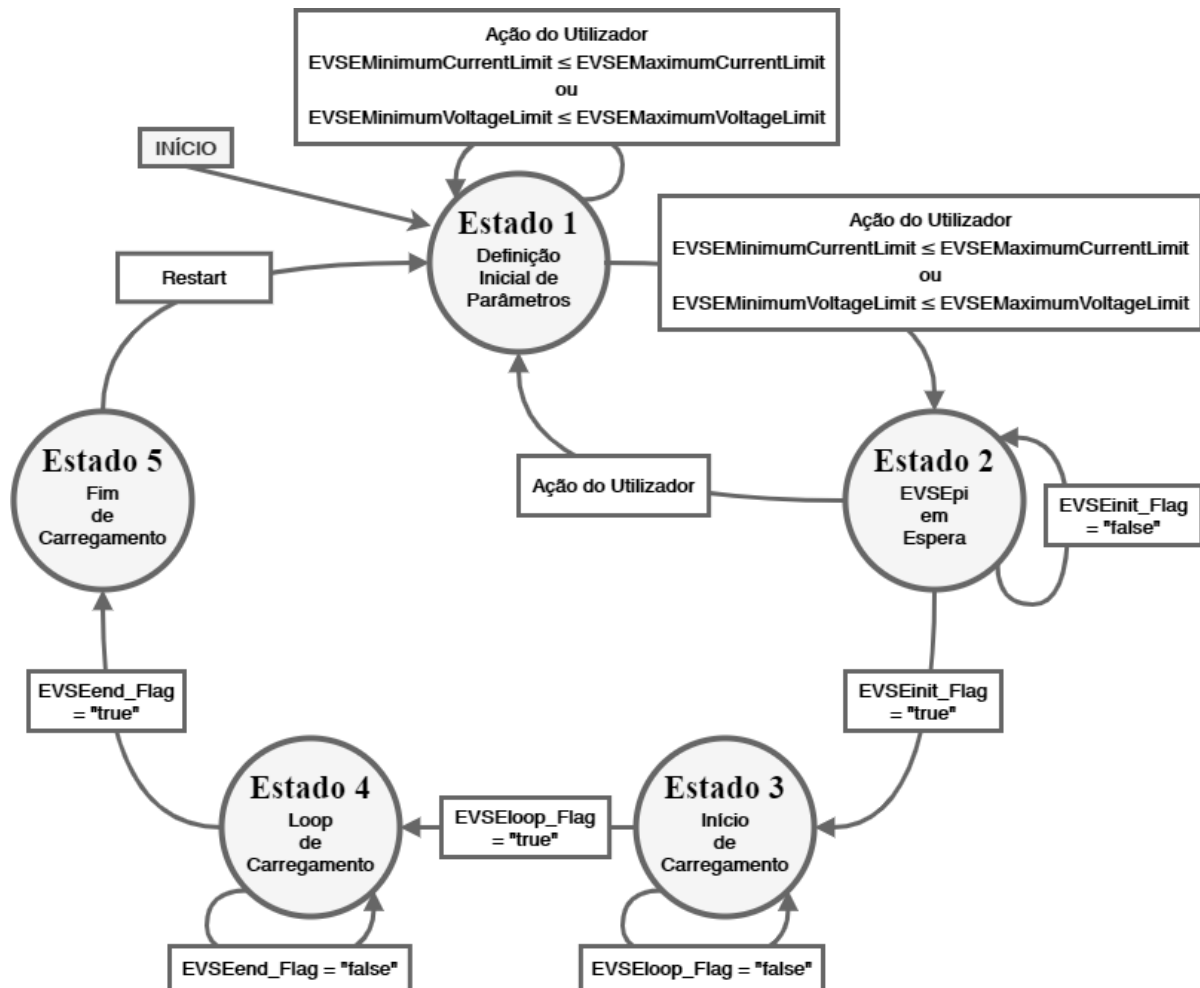 Ação do Utilizador
EVSEMinimumCurrentLimit ≤ EVSEMaximumCurrentLimit
ou
EVSEMinimumVoltageLimit ≤ EVSEMaximumVoltageLimit
INÍCIO
Estado 1
Definição
Inicial de
Parâmetros
Ação do Utilizador
EVSEMinimumCurrentLimit ≤ EVSEMaximumCurrentLimit
ou
EVSEMinimumVoltageLimit ≤ EVSEMaximumVoltageLimit
Restart
Estado 5
Fim
de
Carregamento
Ação do Utilizador
Estado 2
EVSEpi
em
Espera
EVSEinit_Flag
= "false"
EVSEend_Flag
= "true"
EVSEinit_Flag
= "true"
Estado 4
Loop
de
Carregamento
EVSEloop_Flag
= "true"
Estado 3
Início
de
Carregamento
EVSEend_Flag = "false"
EVSEloop_Flag = "false"